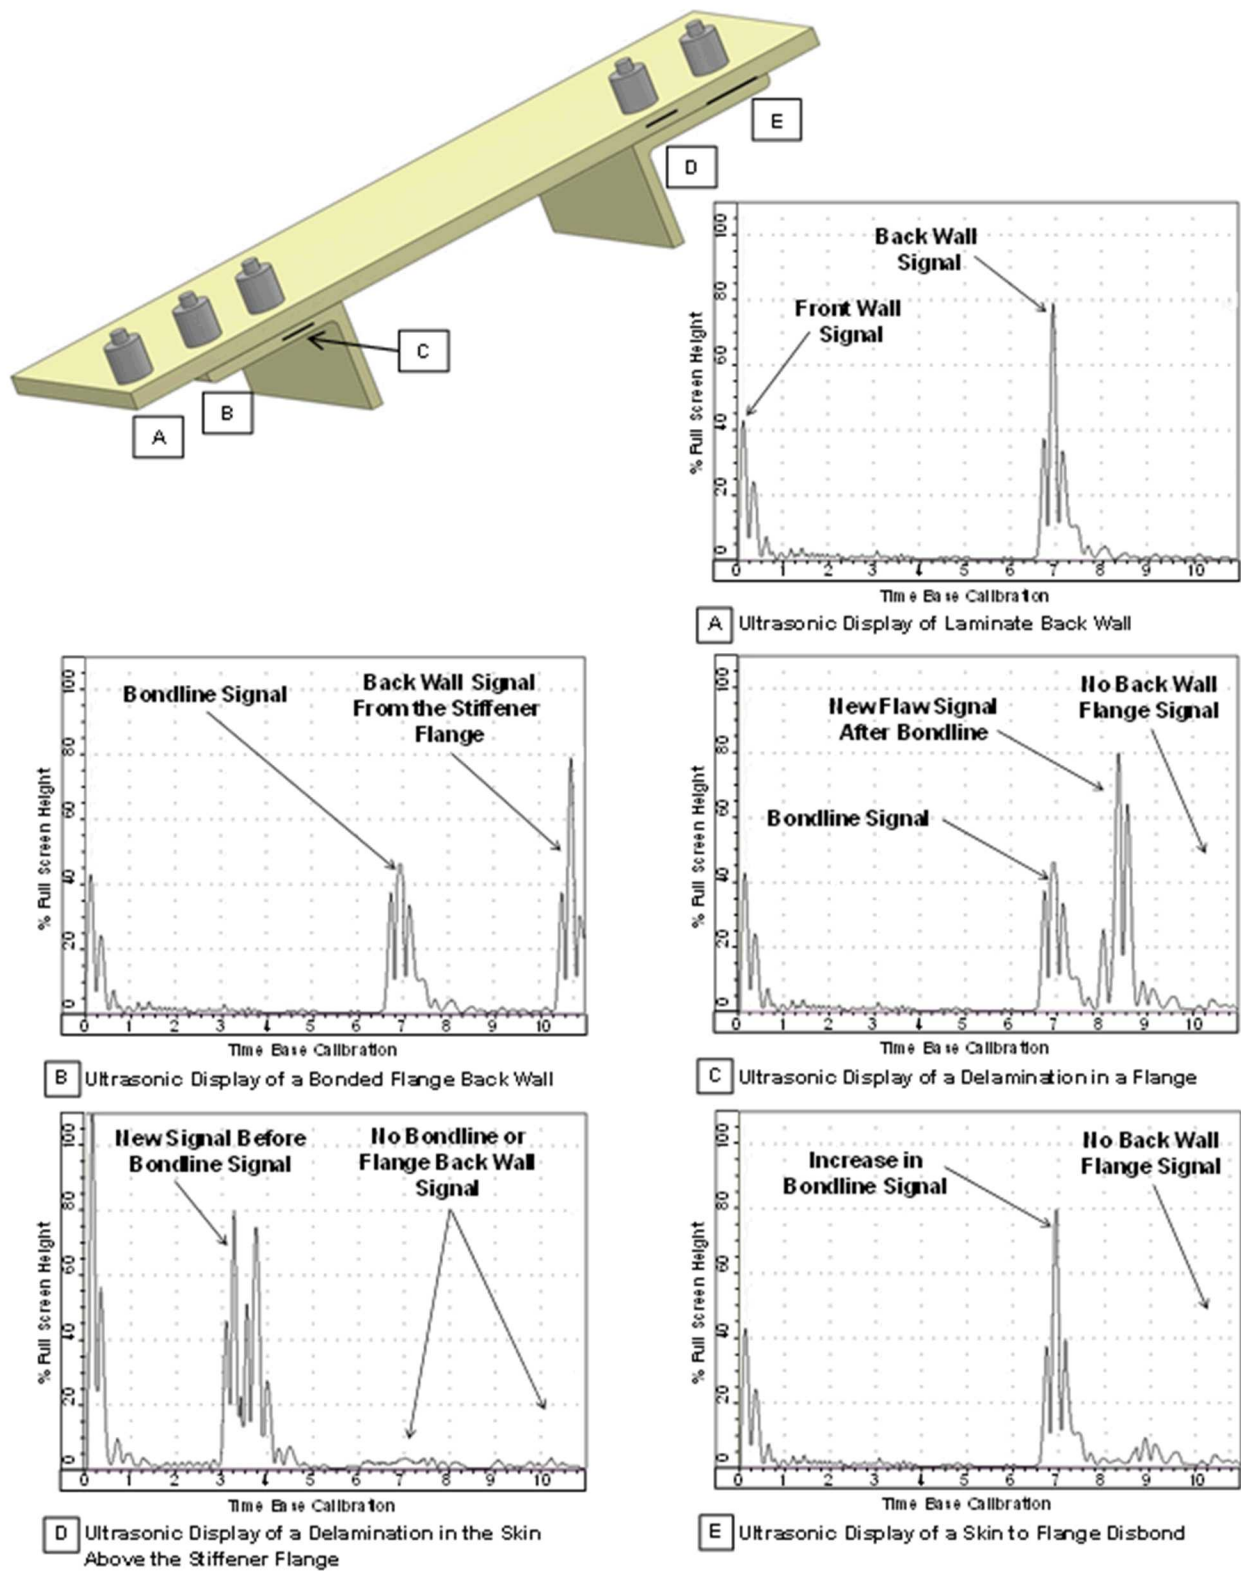 E
D
C
B
A
Back Wall
Signal
Front Wall
Signal
% Full Screen Height
100
80
60
40
20
0
0 1 2 3 4 5 6 7 8 9 10
Time Base Calibration
A Ultrasonic Display of Laminate Back Wall
Bondline Signal
Back Wall Signal
From the Stiffener
Flange
% Full Screen Height
100
80
60
40
20
0
0 1 2 3 4 5 6 7 8 9 10
Time Base Calibration
B Ultrasonic Display of a Bonded Flange Back Wall
New Flaw Signal
After Bondline
No Back Wall
Flange Signal
Bondline Signal
% Full Screen Height
100
80
60
40
20
0
0 1 2 3 4 5 6 7 8 9 10
Time Base Calibration
C Ultrasonic Display of a Delamination in a Flange
New Signal Before
Bondline Signal
No Bondline or
Flange Back Wall
Signal
% Full Screen Height
100
80
60
40
20
0
0 1 2 3 4 5 6 7 8 9 10
Time Base Calibration
D Ultrasonic Display of a Delamination in the Skin
Above the Stiffener Flange
Increase in
Bondline Signal
No Back Wall
Flange Signal
% Full Screen Height
100
80
60
40
20
0
0 1 2 3 4 5 6 7 8 9 10
Time Base Calibration
E Ultrasonic Display of a Skin to Flange Disbond